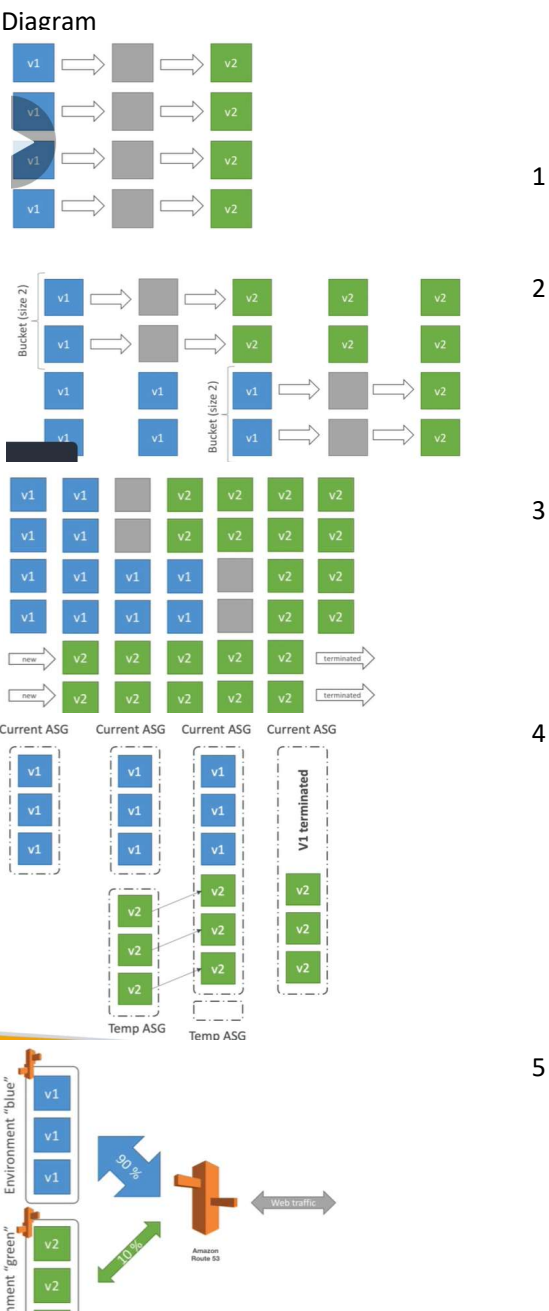 Diagram
v1 v2
v1 v2
v1 v2
1
v1 v2
2
Bucket (size 2)
v1 v2 v2 v2
v1 v2 v2 v2
Bucket (size 2)
v1 v1 v1 v2
v1 v1 v1 v2
3
v1 v1 v2 v2 v2 v2
v1 v1 v2 v2 v2 v2
v1 v1 v1 v1 v2 v2
v1 v1 v1 v1 v2 v2
new v2 v2 v2 v2 v2 terminated
new v2 v2 v2 v2 v2 terminated
Current ASG Current ASG Current ASG Current ASG
4
v1 v1 v1
v1 v1 v1
v1 v1 v1
V1 terminated
v2 v2 v2
v2 v2 v2
v2 v2 v2
Temp ASG Temp ASG
5
Environment "blue"
v1
v1
v1
90 %
Web traffic
Amazon
Route 53
10 %
nment "green"
v2
v2